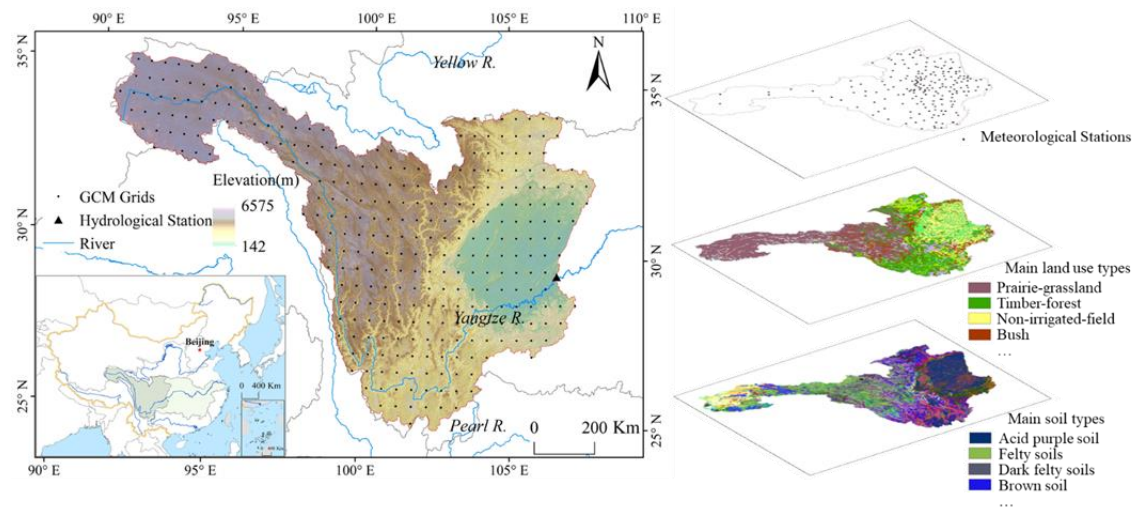 90° E 95° E 100° E 105° E 110° E
35° N
30° N
25° N
Yellow R.
N
35° N
30° N
25° N
Elevation(m)
6575
142
GCM Grids
Hydrological Station
River
Yangtze R.
Pearl R.
0 200 Km
Beijing
0 400 Km
90° E 95° E 100° E 105° E
Meteorological Stations
Main land use types
Prairie-grassland
Timber-forest
Non-irrigated-field
Bush
…
Main soil types
Acid purple soil
Felty soils
Dark felty soils
Brown soil
…